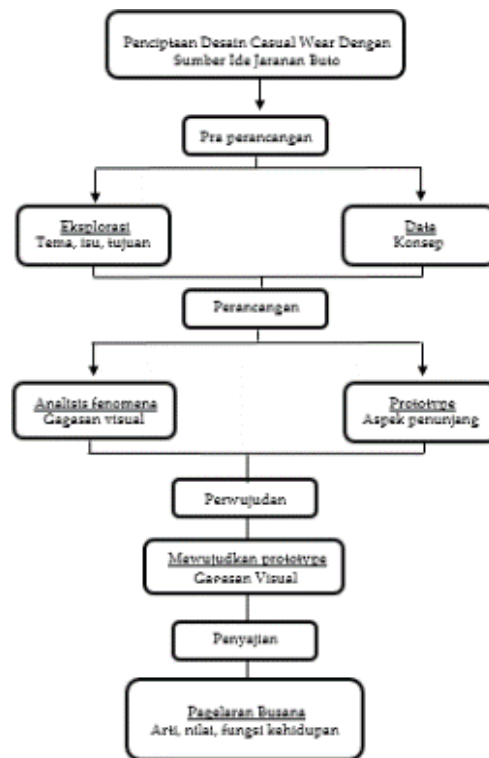 Penciptaan Desain Casual Wear Dengan
Sumber Ide Jaranan Buto
Pra perancangan
Eksplorasi
Tema, isu, tujuan
Data
Konsep
Perancangan
Analisis fenomena
Gagasan visual
Prototype
Aspek penunjang
Perwujudan
Mewujudkan prototype
Gagasan Visual
Penyajian
Pagelaran Busana
Arti, nilai, fungsi kehidupan